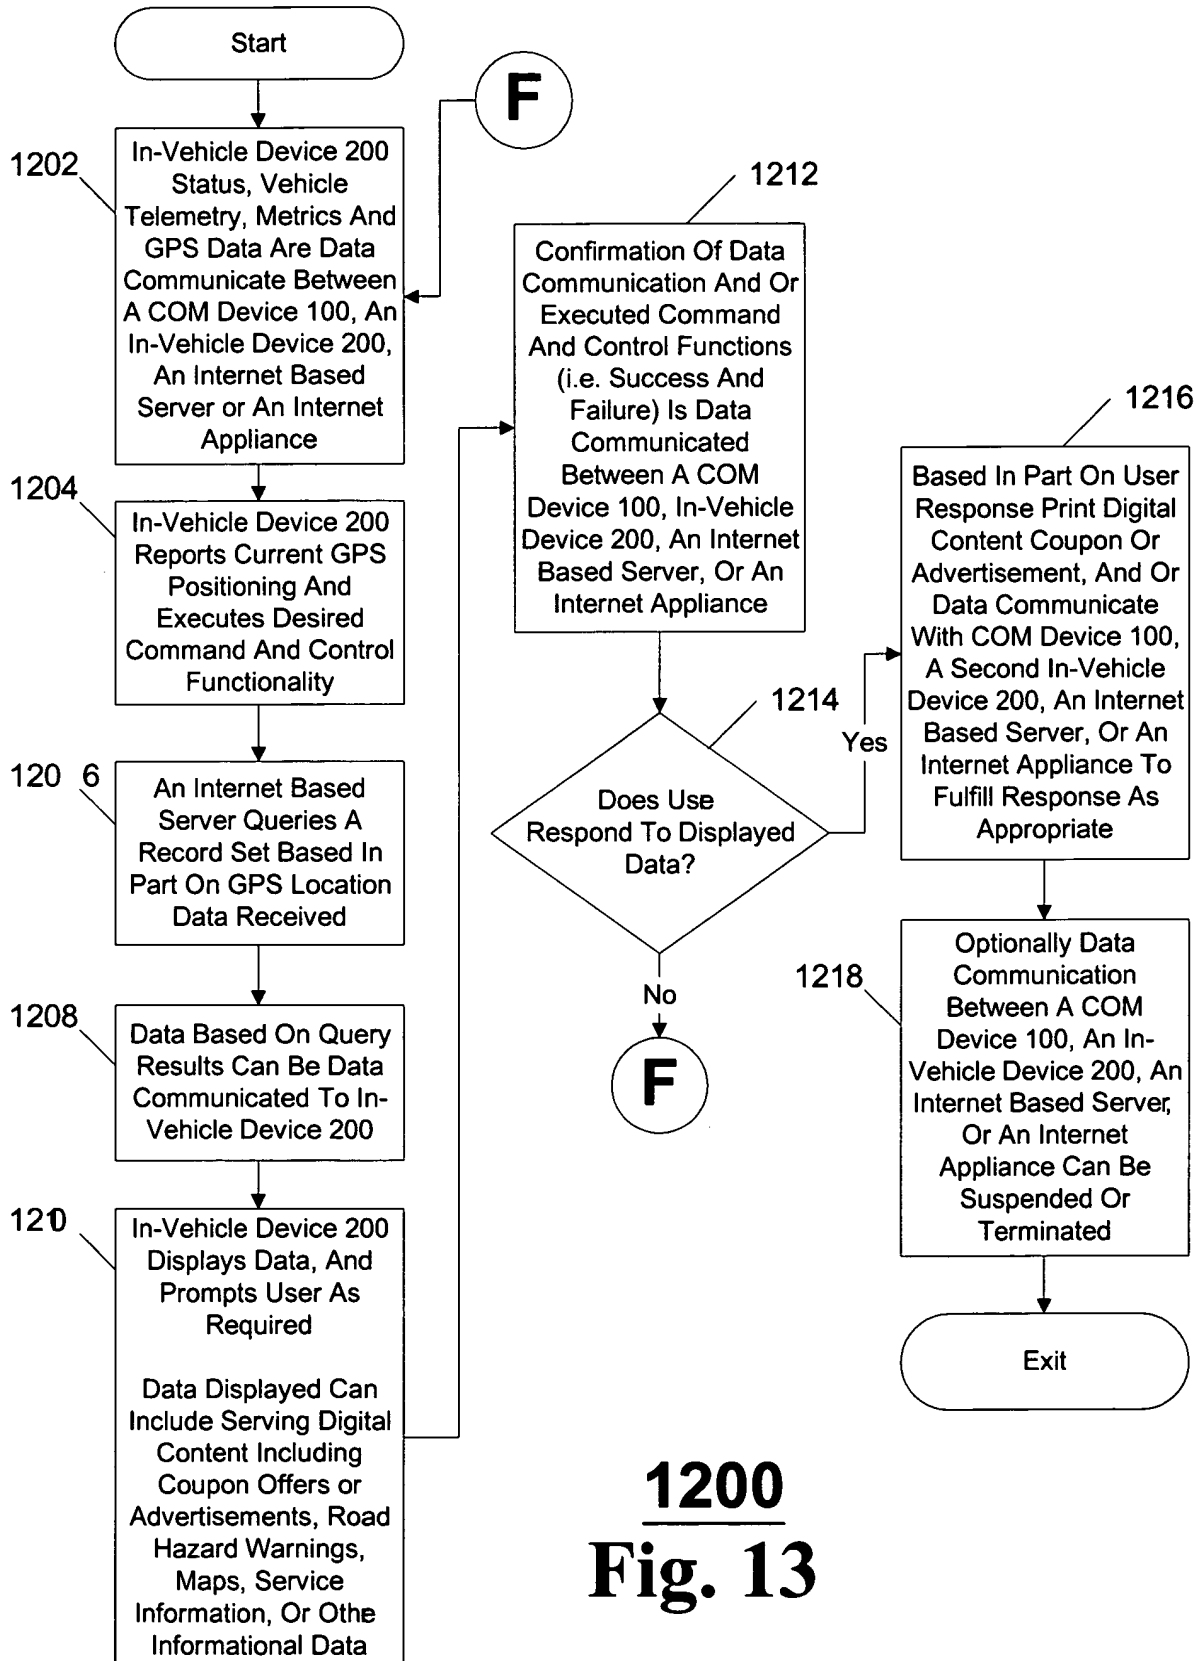 Start
F
1202
In-Vehicle Device 200
Status, Vehicle
Telemetry, Metrics And
GPS Data Are Data
Communicate Between
A COM Device 100, An
In-Vehicle Device 200,
An Internet Based
Server or An Internet
Appliance
1204
In-Vehicle Device 200
Reports Current GPS
Positioning And
Executes Desired
Command And Control
Functionality
120 6
An Internet Based
Server Queries A
Record Set Based In
Part On GPS Location
Data Received
1208
Data Based On Query
Results Can Be Data
Communicated To In-
Vehicle Device 200
1210
In-Vehicle Device 200
Displays Data, And
Prompts User As
Required
Data Displayed Can
Include Serving Digital
Content Including
Coupon Offers or
Advertisements, Road
Hazard Warnings,
Maps, Service
Information, Or Othe
Informational Data
1212
Confirmation Of Data
Communication And Or
Executed Command
And Control Functions
(i.e. Success And
Failure) Is Data
Communicated
Between A COM
Device 100, In-Vehicle
Device 200, An Internet
Based Server, Or An
Internet Appliance
1214
Does Use
Respond To Displayed
Data?
Yes
No
F
1216
Based In Part On User
Response Print Digital
Content Coupon Or
Advertisement, And Or
Data Communicate
With COM Device 100,
A Second In-Vehicle
Device 200, An Internet
Based Server, Or An
Internet Appliance To
Fulfill Response As
Appropriate
1218
Optionally Data
Communication
Between A COM
Device 100, An In-
Vehicle Device 200, An
Internet Based Server,
Or An Internet
Appliance Can Be
Suspended Or
Terminated
Exit
1200
Fig. 13